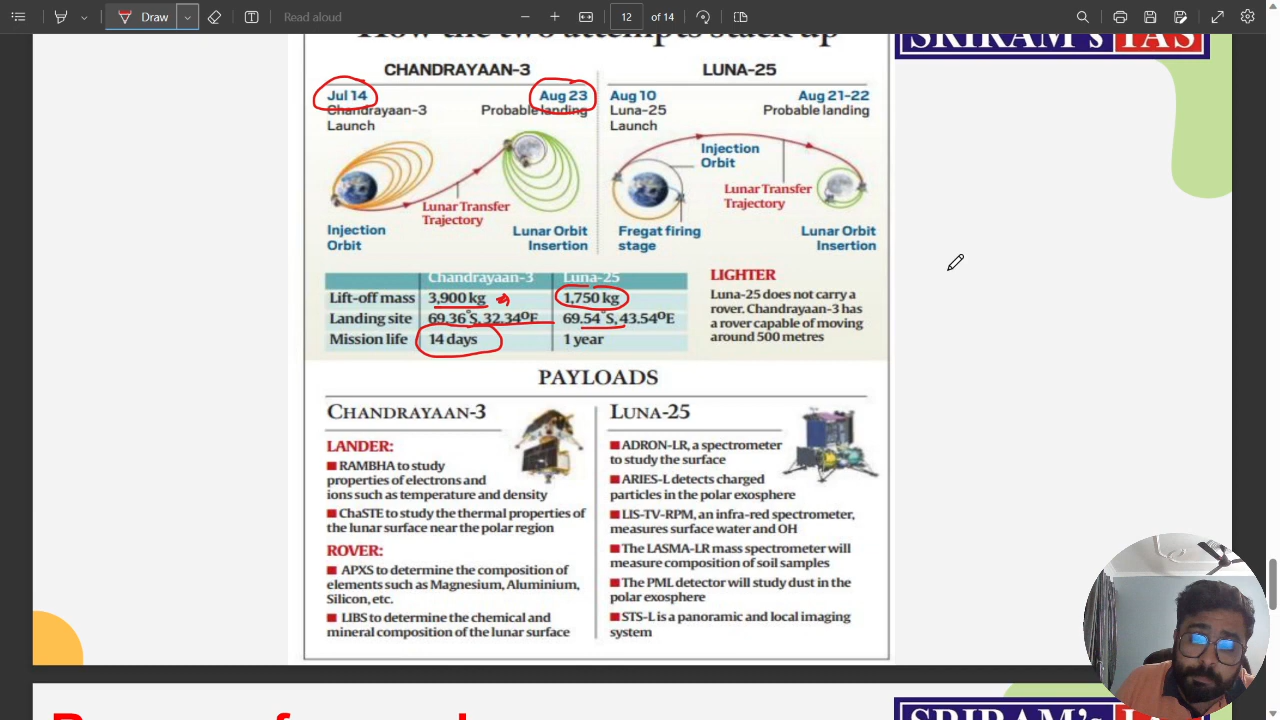 Draw
Read aloud
12
of 14
How the two attempts stack up
SRIRAM's IAS
CHANDRAYAAN-3
LUNA-25
Jul 14
Chandrayaan-3
Launch
Aug 23
Probable landing
Aug 10
Luna-25
Launch
Aug 21-22
Probable landing
Injection
Orbit
Lunar Transfer
Trajectory
Lunar Orbit
Insertion
Injection
Orbit
Lunar Transfer
Trajectory
Fregat firing
stage
Lunar Orbit
Insertion
Chandrayaan-3 Luna-25
Lift-off mass 3,900 kg 1,750 kg
Landing site 69.36°S, 32.34°E 69.54°S, 43.54°E
Mission life 14 days 1 year
LIGHTER
Luna-25 does not carry a
rover. Chandrayaan-3 has
a rover capable of moving
around 500 metres
PAYLOADS
CHANDRAYAAN-3
LANDER:
RAMBHA to study
properties of electrons and
ions such as temperature and density
ChaSTE to study the thermal properties of
the lunar surface near the polar region
ROVER:
APXS to determine the composition of
elements such as Magnesium, Aluminium,
Silicon, etc.
LIBS to determine the chemical and
mineral composition of the lunar surface
LUNA-25
ADRON-LR, a spectrometer
to study the surface
ARIES-L detects charged
particles in the polar exosphere
LIS-TV-RPM, an infra-red spectrometer,
measures surface water and OH
The LASMA-LR mass spectrometer will
measure composition of soil samples
The PML detector will study dust in the
polar exosphere
STS-L is a panoramic and local imaging
system
SRIRAM's